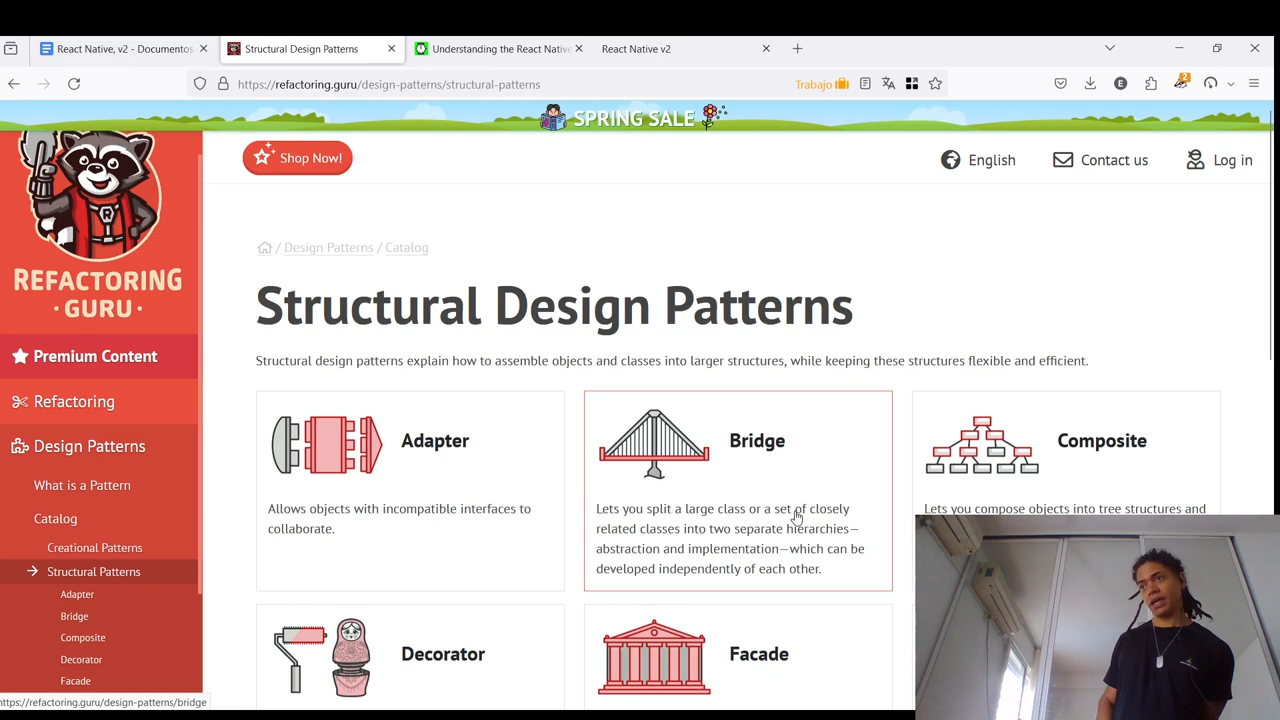 React Native, v2 - Documentos
Structural Design Patterns
Understanding the React Native
React Native v2
https://refactoring.guru/design-patterns/structural-patterns
Trabajo
E
2
SPRING SALE
R
REFACTORING
·GURU·
Premium Content
Refactoring
Design Patterns
What is a Pattern
Catalog
Creational Patterns
Structural Patterns
Adapter
Bridge
Composite
Decorator
Facade
https://refactoring.guru/design-patterns/bridge
Shop Now!
English
Contact us
Log in
/ Design Patterns / Catalog
Structural Design Patterns
Structural design patterns explain how to assemble objects and classes into larger structures, while keeping these structures flexible and efficient.
Adapter
Allows objects with incompatible interfaces to
collaborate.
Bridge
Lets you split a large class or a set of closely
related classes into two separate hierarchies—
abstraction and implementation—which can be
developed independently of each other.
Composite
Lets you compose objects into tree structures and
Decorator
Facade